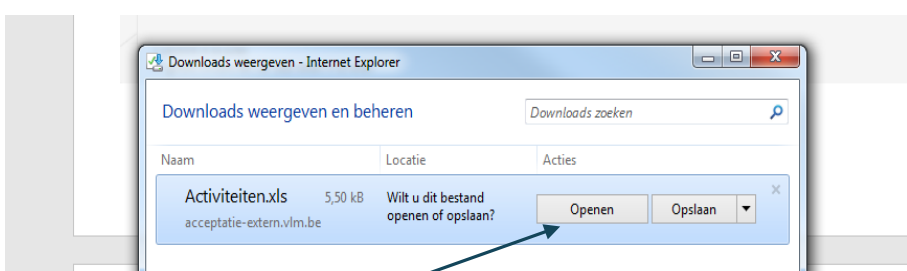 Downloads weergeven - Internet Explorer
Downloads weergeven en beheren
Downloads zoeken
Naam Locatie Acties
Activiteiten.xls 5,50 kB Wilt u dit bestand openen of opslaan? Openen Opslaan
acceptatie-extern.vlm.be